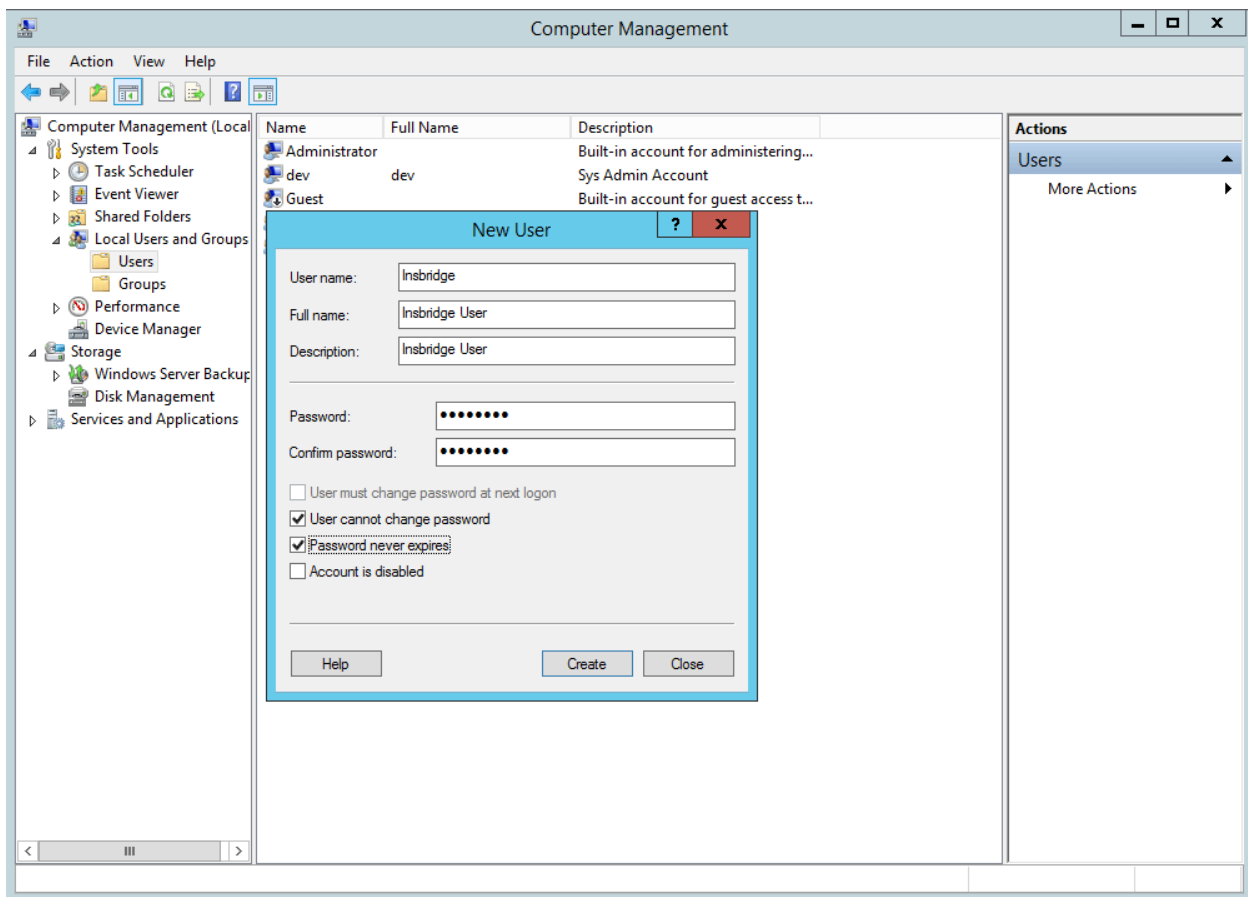 Computer Management
File Action View Help
Computer Management (Local
System Tools
Task Scheduler
Event Viewer
Shared Folders
Local Users and Groups
Users
Groups
Performance
Device Manager
Storage
Windows Server Backup
Disk Management
Services and Applications
Name Full Name Description
Administrator Built-in account for administering...
dev dev Sys Admin Account
Guest Built-in account for guest access t...
New User ? x
User name: Insbridge
Full name: Insbridge User
Description: Insbridge User
Password: ●●●●●●●●
Confirm password: ●●●●●●●●
User must change password at next logon
User cannot change password
Password never expires
Account is disabled
Help Create Close
Actions
Users
More Actions